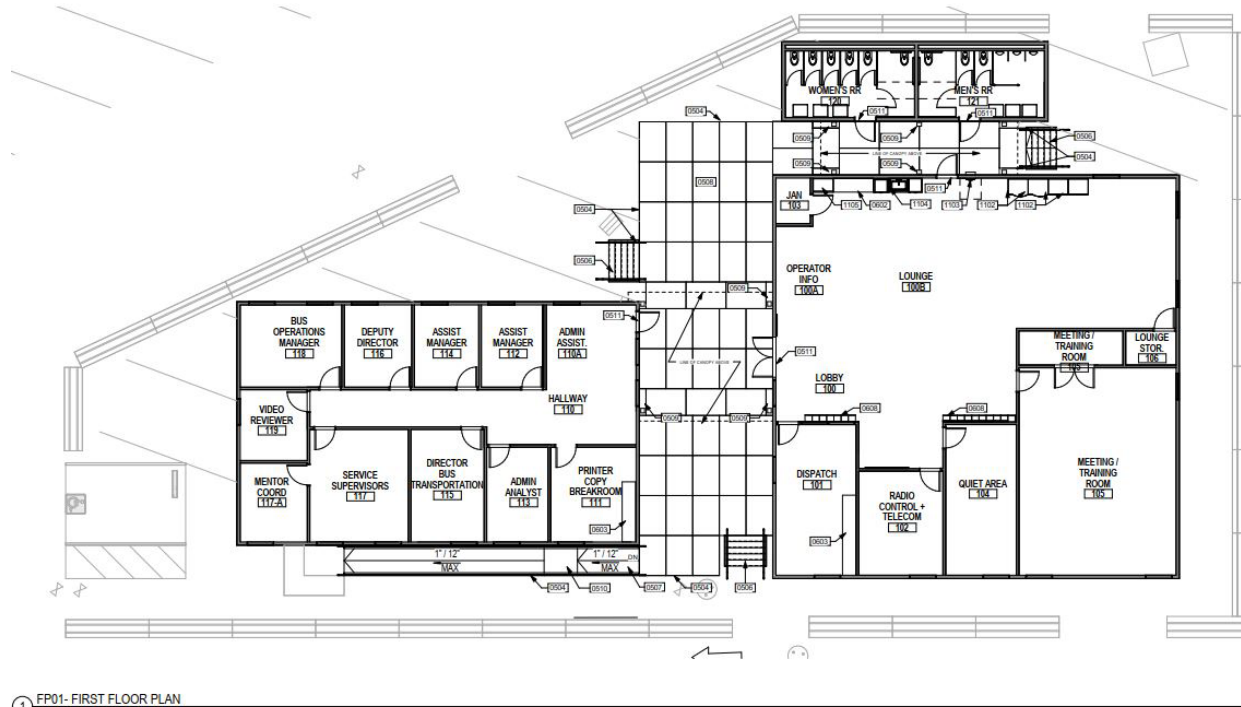 WOMEN'S RR
120
MEN'S RR
121
0504
0511
0511
0509
0509
0506
LINE OF CANOPY ABOVE
0504
0509
0509
0508
0511
JAN
103
1105
0602
1104
1103
1102
1102
0504
0506
OPERATOR
INFO
100A
LOUNGE
100B
0509
BUS
OPERATIONS
MANAGER
118
DEPUTY
DIRECTOR
116
ASSIST
MANAGER
114
ASSIST
MANAGER
112
ADMIN
ASSIST.
110A
0511
LINE OF CANOPY ABOVE
0511
MEETING /
TRAINING
ROOM
105
LOUNGE
STOR.
106
LOBBY
100
HALLWAY
110
VIDEO
REVIEWER
119
0509
0509
0608
0608
MENTOR
COORD
117-A
SERVICE
SUPERVISORS
117
DIRECTOR
BUS
TRANSPORTATION
115
ADMIN
ANALYST
113
PRINTER
COPY
BREAKROOM
111
0603
DISPATCH
101
RADIO
CONTROL +
TELECOM
102
QUIET AREA
104
MEETING /
TRAINING
ROOM
105
0603
1" / 12"
MAX
1" / 12"
MAX
DN
0504
0510
0507
0504
0506
1
FP01- FIRST FLOOR PLAN